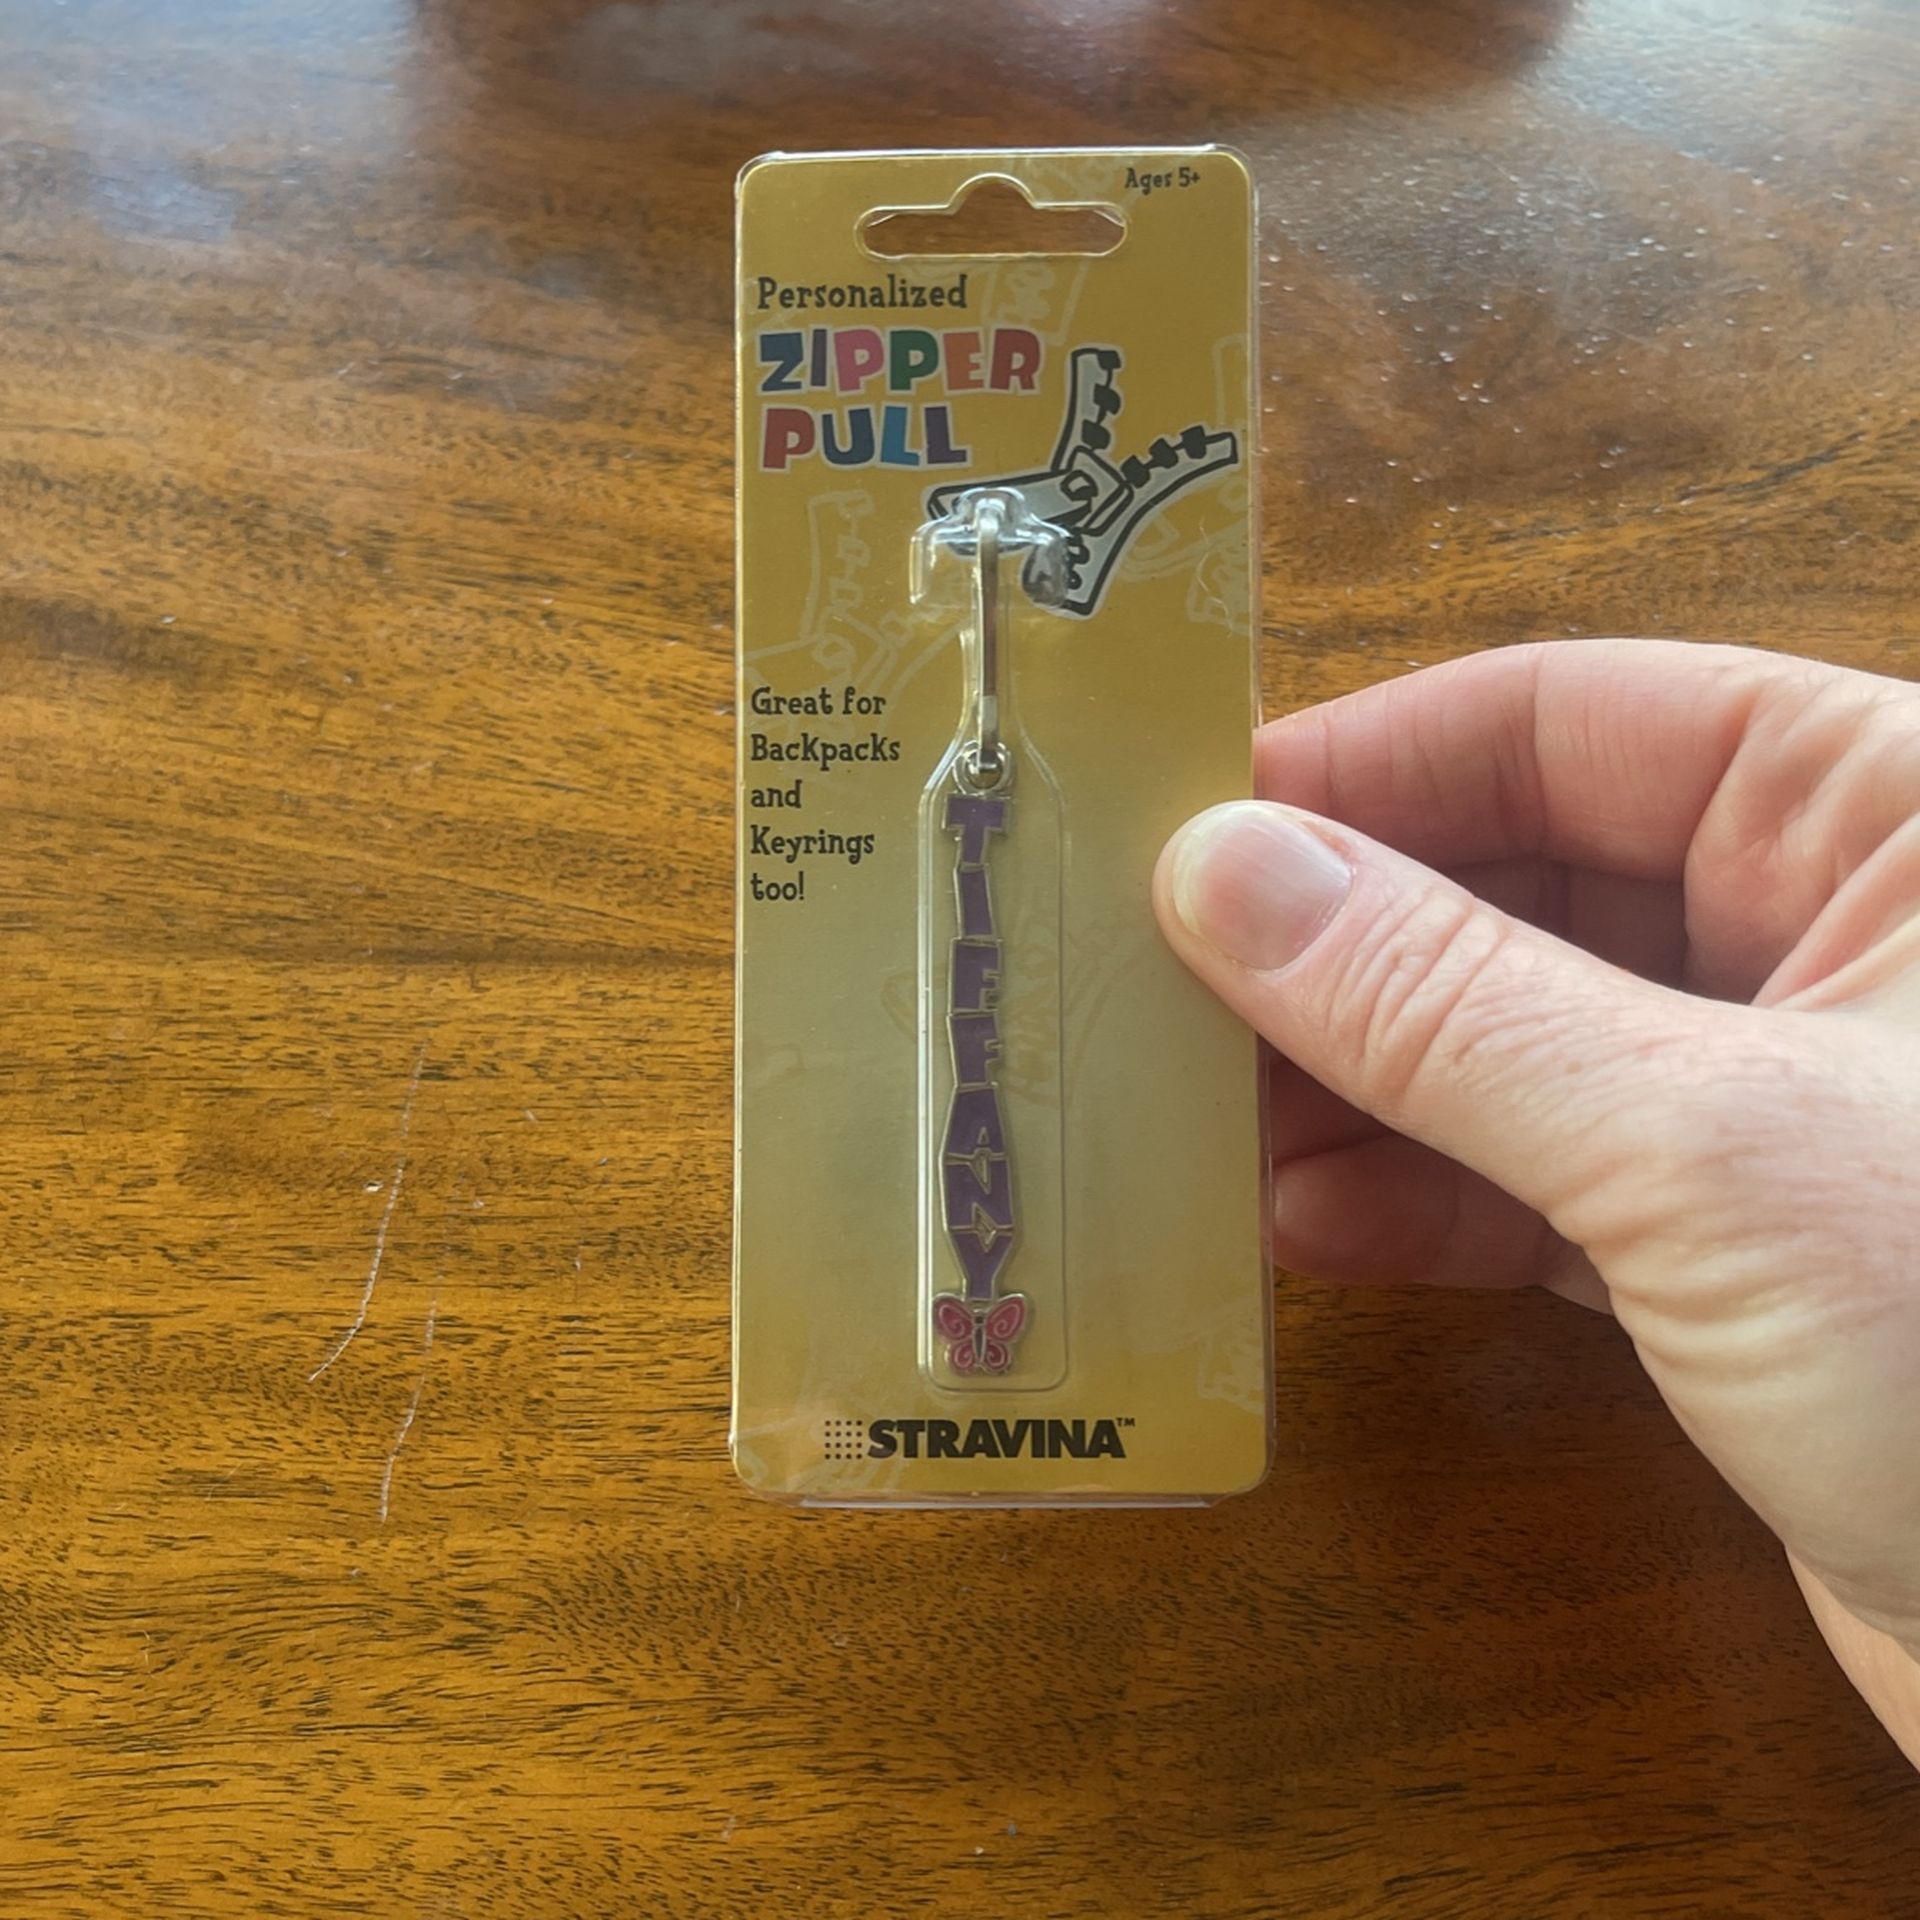 Ages 5+
Personalized
ZIPPER
PULL
Great for
Backpacks
and
Keyrings
too!
TIFFANY
STRAVINA™